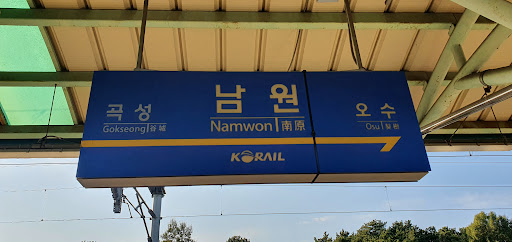 곡성
Gokseong 谷城
남원
Namwon 南原
오수
Osu 獒樹
KORAIL